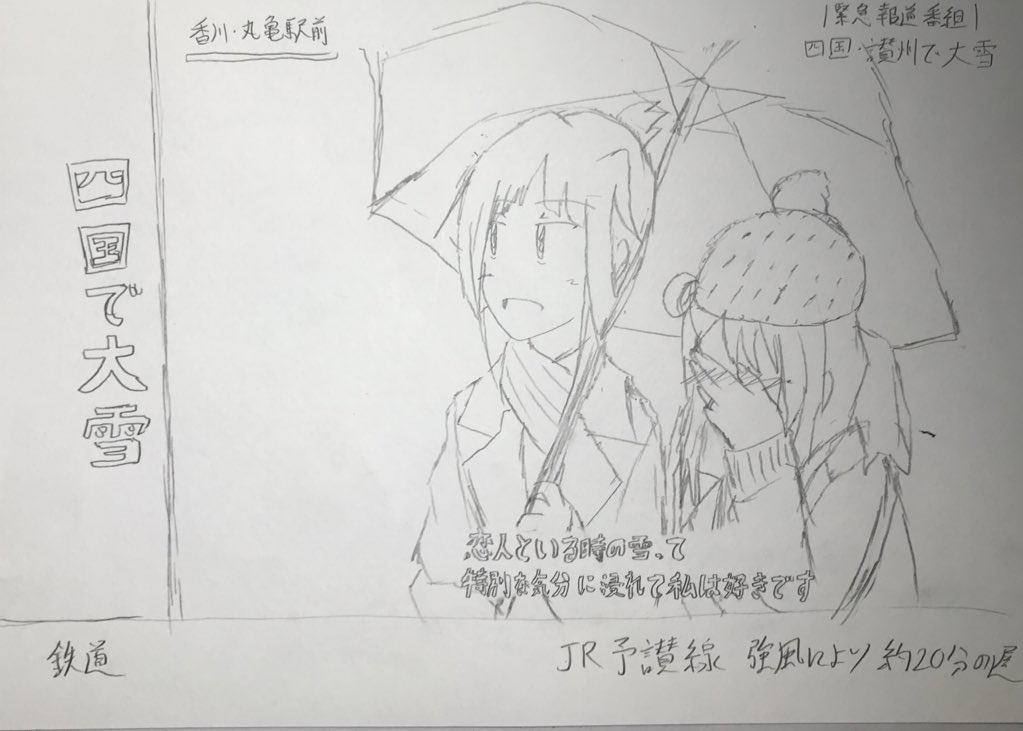 香川・丸亀駅前
緊急報道番組
四国・讃州で大雪
四国で大雪
恋人といる時の雪、て
特別な気分に浸れて私は好きです
鉄道
JR予讃線 強風により 約20分の遅